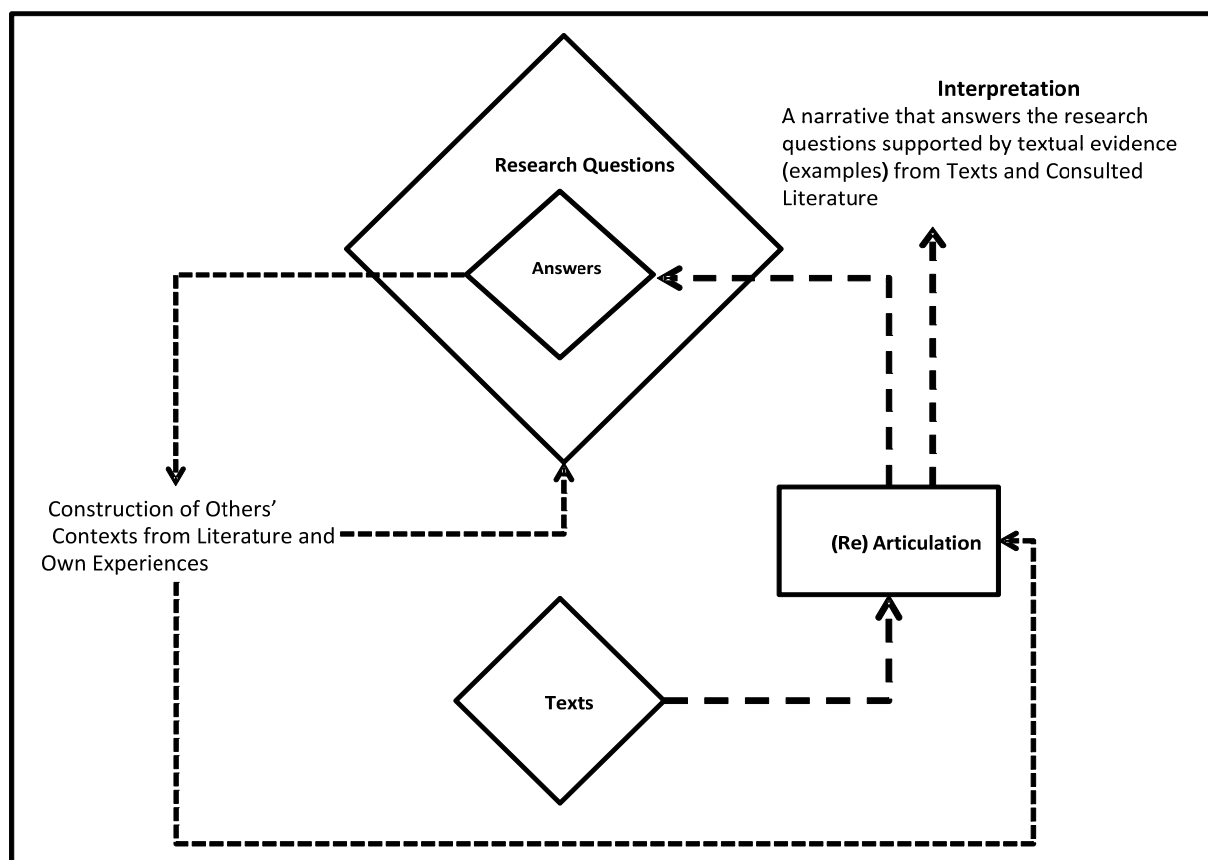 Interpretation
A narrative that answers the research
questions supported by textual evidence
(examples) from Texts and Consulted
Literature
Research Questions
Answers
Construction of Others’
Contexts from Literature and
Own Experiences
(Re) Articulation
Texts